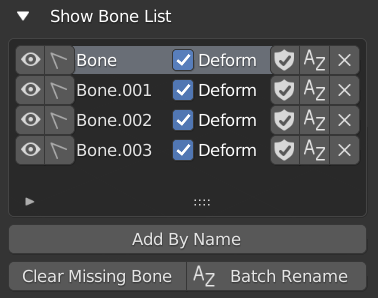 Show Bone List
Bone Deform AZ
Bone.001 Deform AZ
Bone.002 Deform AZ
Bone.003 Deform AZ
Add By Name
Clear Missing Bone AZ Batch Rename